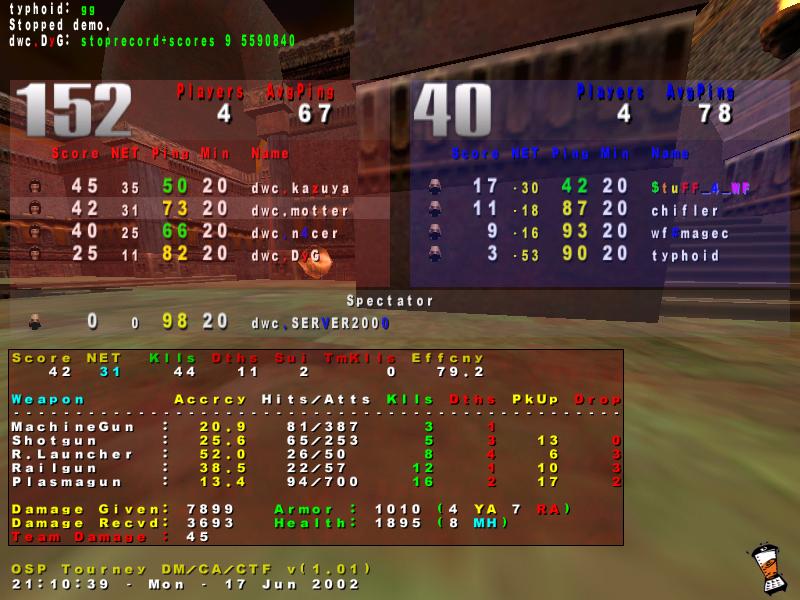 typhoid: gg
Stopped demo.
dwc.DyG: stoprecord+scores 9 5590840
152 Players AvgPing
4 67
Score NET Ping Min Name
45 35 50 20 dwc.kazuya
42 31 73 20 dwc.motter
40 25 66 20 dwc.n4cer
25 11 82 20 dwc.DyG
40 Players AvgPing
4 78
Score NET Ping Min Name
17 -30 42 20 $tuFF_4_WF
11 -18 87 20 chifler
9 -16 93 20 magec
3 -53 90 20 typhoid
Spectator
0 0 98 20 dwc.SERVER2000
Score NET Klls Dths Sui TmKlls Effcny
42 31 44 11 2 0 79.2
Weapon Accrcy Hits/Atts Klls Dths PkUp Drop
MachineGun : 20.9 81/387 3 1
Shotgun : 25.6 65/253 5 3 13 0
R.Launcher : 52.0 26/50 8 4 6 3
Railgun : 38.5 22/57 12 1 10 3
Plasmagun : 13.4 94/700 16 2 17 2
Damage Given: 7899 Armor : 1010 (4 YA 7 RA)
Damage Recvd: 3693 Health: 1895 (8 MH)
Team Damage: 45
OSP Tourney DM/CA/CTF v(1.01)
21:10:39 - Mon - 17 Jun 2002